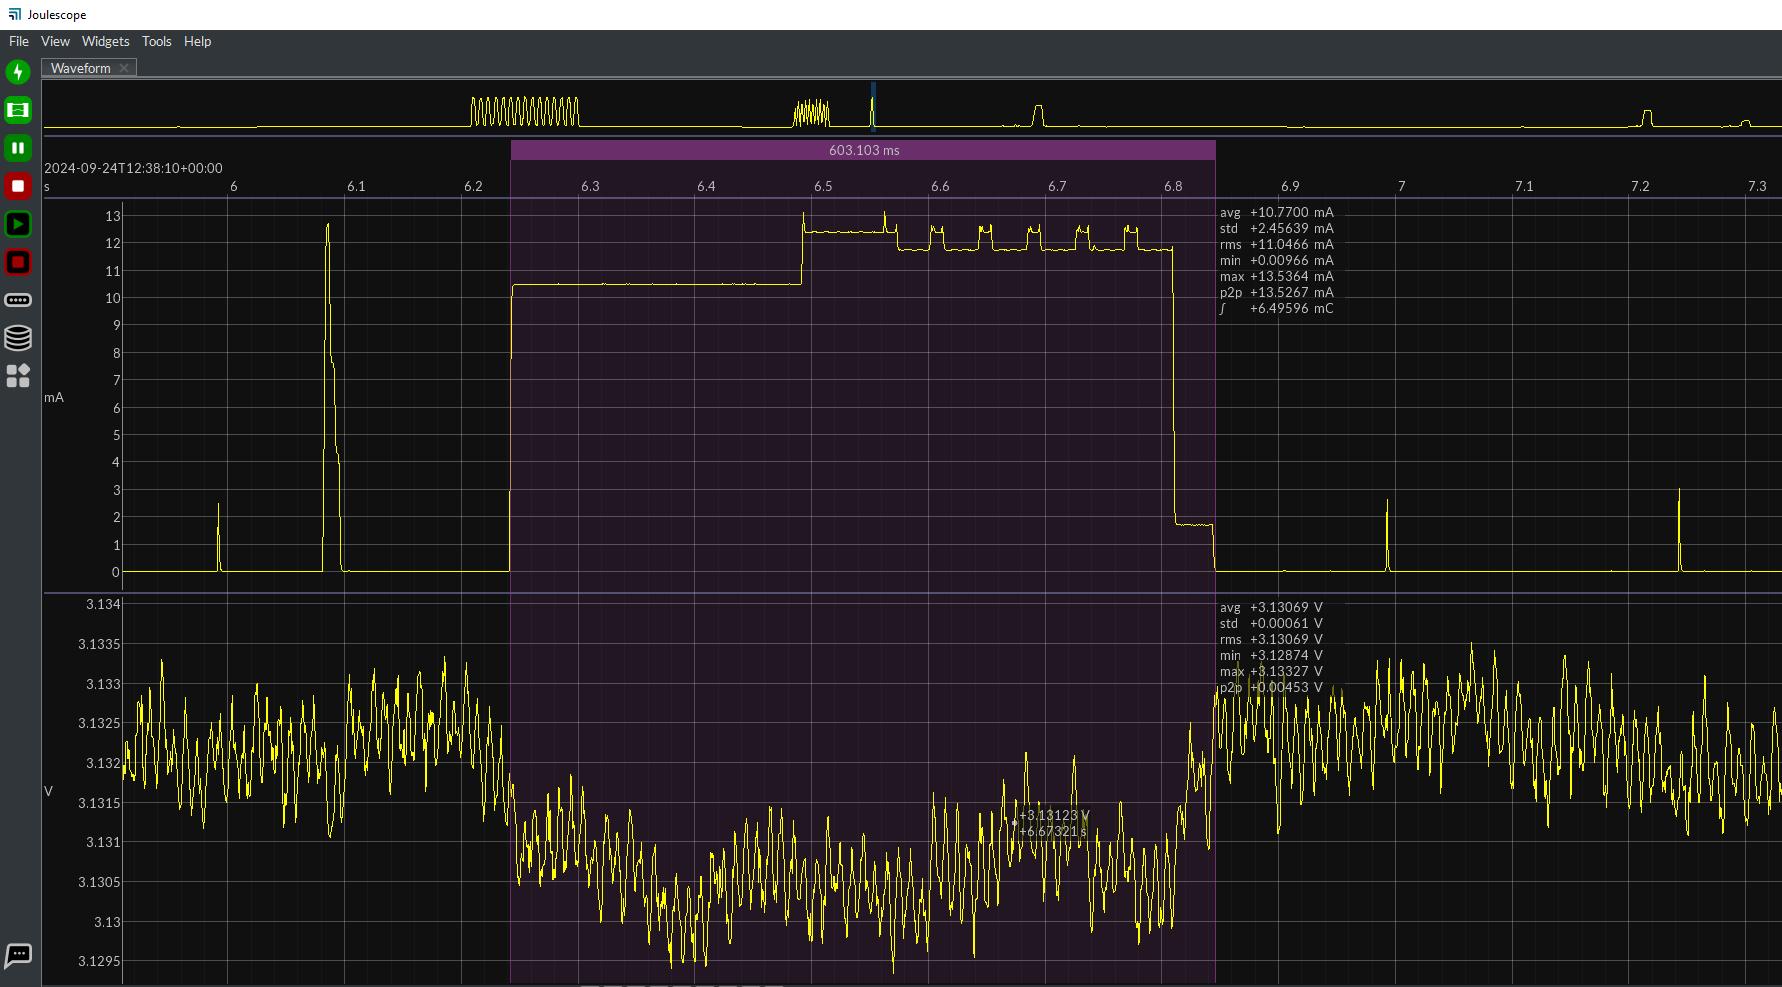 Joulescope
File View Widgets Tools Help
Waveform
603.103 ms
2024-09-24T12:38:10+00:00
s 6 6.1 6.2 6.3 6.4 6.5 6.6 6.7 6.8 6.9 7 7.1 7.2 7.3
mA
13
12
11
10
9
8
7
6
5
4
3
2
1
0
avg +10.7700 mA
std +2.45639 mA
rms +11.0466 mA
min +0.00966 mA
max +13.5364 mA
p2p +13.5267 mA
∫ +6.49596 mC
V
3.134
3.1335
3.133
3.1325
3.132
3.1315
3.131
3.1305
3.13
3.1295
avg +3.13069 V
std +0.00061 V
rms +3.13069 V
min +3.12874 V
max +3.13327 V
p2p +0.00453 V
+3.13123 V
+6.67321 s